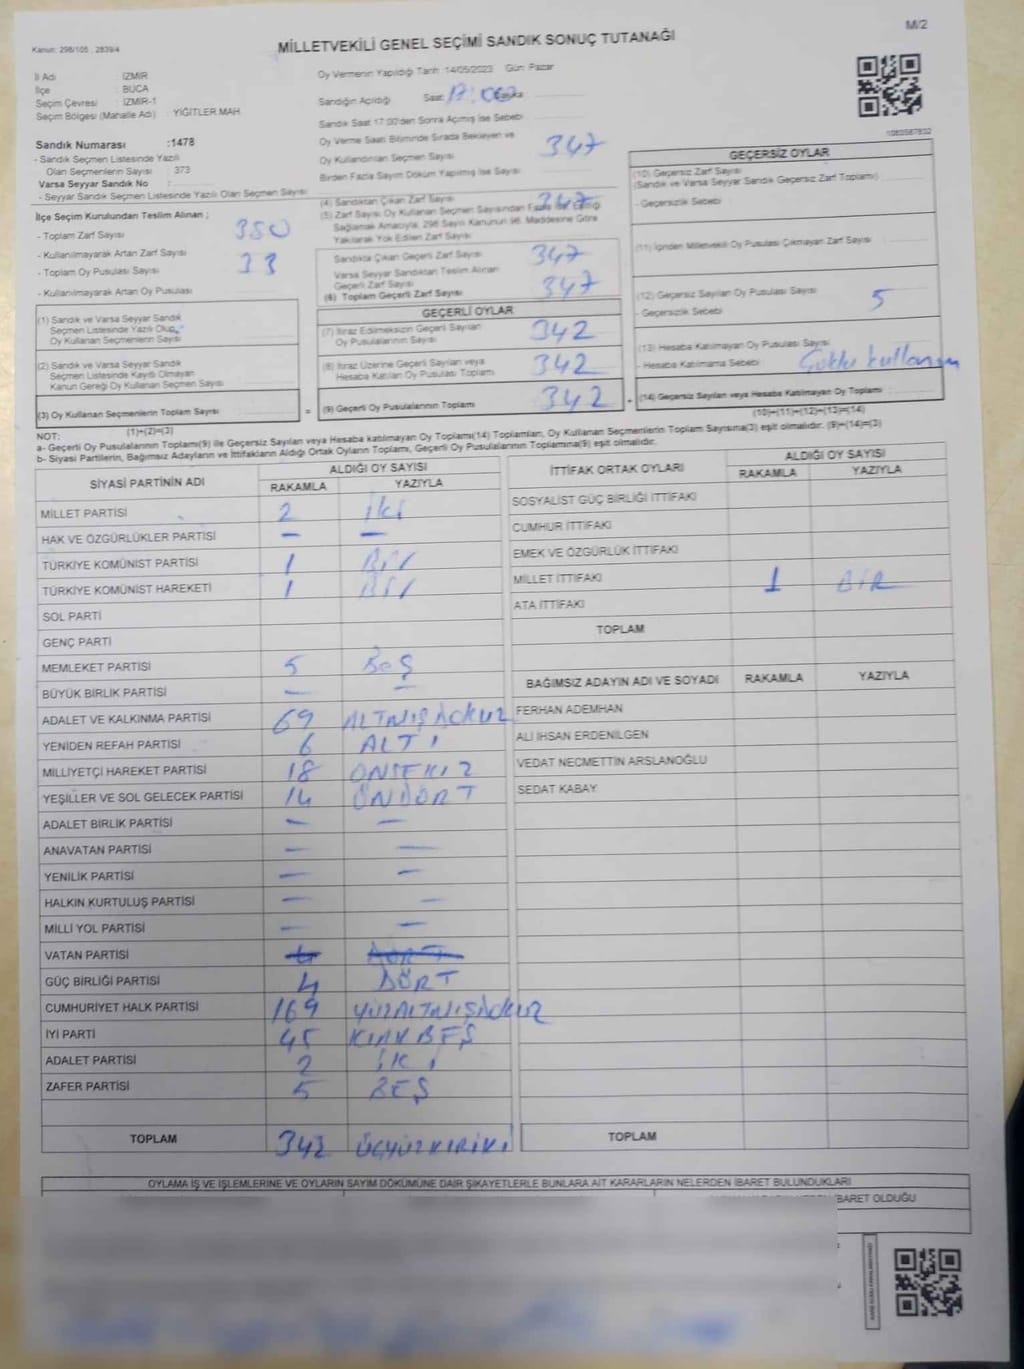 M/2
Kanun: 298/105 , 2839/4
MİLLETVEKİLİ GENEL SEÇİMİ SANDIK SONUÇ TUTANAĞI
İl Adı : İZMİR
İlçe : BUCA
Seçim Çevresi : İZMİR-1
Seçim Bölgesi (Mahalle Adı) : YİĞİTLER MAH.
Oy Vermenin Yapıldığı Tarih :14/05/2023 Gün: Pazar
Sandığın Açıldığı Saat: 17:00
Sandık Saat 17:00'den Sonra Açımış İse Sebebi
Sandık Numarası :1478
- Sandık Seçmen Listesinde Yazılı
Olan Seçmenlerin Sayısı : 373
Varsa Seyyar Sandık No :
- Seyyar Sandık Seçmen Listesinde Yazılı Olan Seçmen Sayısı
Oy Verme Saati Bitiminde Sırada Bekleyen ve
Oy Kullandırılan Seçmen Sayısı 347
Birden Fazla Sayım Döküm Yapılmış İse Sayısı
İlçe Seçim Kurulundan Teslim Alınan ;
- Toplam Zarf Sayısı 380
- Kullanılmayarak Artan Zarf Sayısı 33
- Toplam Oy Pusulası Sayısı
- Kullanılmayarak Artan Oy Pusulası
(4) Sandıktan Çıkan Zarf Sayısı 347
(5) Zarf Sayısı Oy Kullanan Seçmen Sayısından Fazla İse Eşitliği
Sağlamak Amacıyla, 298 Sayılı Kanunun 98. Maddesine Göre
Yakılarak Yok Edilen Zarf Sayısı
Sandıkta Çıkan Geçerli Zarf Sayısı 347
Varsa Seyyar Sandıktan Teslim Alınan
Geçerli Zarf Sayısı
(6) Toplam Geçerli Zarf Sayısı 347
GEÇERSİZ OYLAR
(10) Geçersiz Zarf Sayısı
(Sandık ve Varsa Seyyar Sandık Geçersiz Zarf Toplamı)
- Geçersizlik Sebebi
(11) İçinden Milletvekili Oy Pusulası Çıkmayan Zarf Sayısı
(12) Geçersiz Sayılan Oy Pusulası Sayısı 5
- Geçersizlik Sebebi
(13) Hesaba Katılmayan Oy Pusulası Sayısı
- Hesaba Katılmama Sebebi
(14) Geçersiz Sayılan veya Hesaba Katılmayan Oy Toplamı :
(10)+(11)+(12)+(13)=(14)
(1) Sandık ve Varsa Seyyar Sandık
Seçmen Listesinde Yazılı Olup,
Oy Kullanan Seçmenlerin Sayısı
(2) Sandık ve Varsa Seyyar Sandık
Seçmen Listesinde Kaydı Olmayan
Kanun Gereği Oy Kullanan Seçmen Sayısı
(3) Oy Kullanan Seçmenlerin Toplam Sayısı =
(1)+(2)=(3)
GEÇERLİ OYLAR
(7) İtiraz Edilmeksizin Geçerli Sayılan
Oy Pusulalarının Sayısı 342
(8) İtiraz Üzerine Geçerli Sayılan veya
Hesaba Katılan Oy Pusulası Toplamı 342
(9) Geçerli Oy Pusulalarının Toplamı 342 +
NOT:
a- Geçerli Oy Pusulalarının Toplamı(9) ile Geçersiz Sayılan veya Hesaba katılmayan Oy Toplamı(14) Toplamları, Oy Kullanan Seçmenlerin Toplam Sayısına(3) eşit olmalıdır. (9)+(14)=(3)
b- Siyasi Partilerin, Bağımsız Adayların ve İttifakların Aldığı Ortak Oyların Toplamı, Geçerli Oy Pusulalarının Toplamına(9) eşit olmalıdır.
SİYASİ PARTİNİN ADI ALDIĞI OY SAYISI
RAKAMLA YAZIYLA
MİLLET PARTİSİ 2 İki
HAK VE ÖZGÜRLÜKLER PARTİSİ — —
TÜRKİYE KOMÜNİST PARTİSİ 1 Bir
TÜRKİYE KOMÜNİST HAREKETİ 1 Bir
SOL PARTİ
GENÇ PARTİ
MEMLEKET PARTİSİ 5 Beş
BÜYÜK BİRLİK PARTİSİ — —
ADALET VE KALKINMA PARTİSİ 69 ALTMIŞDOKUZ
YENİDEN REFAH PARTİSİ 6 ALTI
MİLLİYETÇİ HAREKET PARTİSİ 18 ONSEKİZ
YEŞİLLER VE SOL GELECEK PARTİSİ 14 ONDÖRT
ADALET BİRLİK PARTİSİ — —
ANAVATAN PARTİSİ — —
YENİLİK PARTİSİ — —
HALKIN KURTULUŞ PARTİSİ — —
MİLLİ YOL PARTİSİ — —
VATAN PARTİSİ 4 DÖRT
GÜÇ BİRLİĞİ PARTİSİ 4 DÖRT
CUMHURİYET HALK PARTİSİ 169 YÜZALTMIŞDOKUZ
İYİ PARTİ 45 KIRKBEŞ
ADALET PARTİSİ 2 İKİ
ZAFER PARTİSİ 5 BEŞ
TOPLAM 342 ÜÇYÜZKIRKİKİ
İTTİFAK ORTAK OYLARI ALDIĞI OY SAYISI
RAKAMLA YAZIYLA
SOSYALİST GÜÇ BİRLİĞİ İTTİFAKI
CUMHUR İTTİFAKI
EMEK VE ÖZGÜRLÜK İTTİFAKI
MİLLET İTTİFAKI 1 BİR
ATA İTTİFAKI
TOPLAM
BAĞIMSIZ ADAYIN ADI VE SOYADI RAKAMLA YAZIYLA
FERHAN ADEMHAN
ALİ İHSAN ERDENİLGEN
VEDAT NECMETTİN ARSLANOĞLU
SEDAT KABAY
TOPLAM
OYLAMA İŞ VE İŞLEMLERİNE VE OYLARIN SAYIM DÖKÜMÜNE DAİR ŞİKAYETLERLE BUNLARA AİT KARARLARIN NELERDEN İBARET BULUNDUKLARI
İBARET OLDUĞU